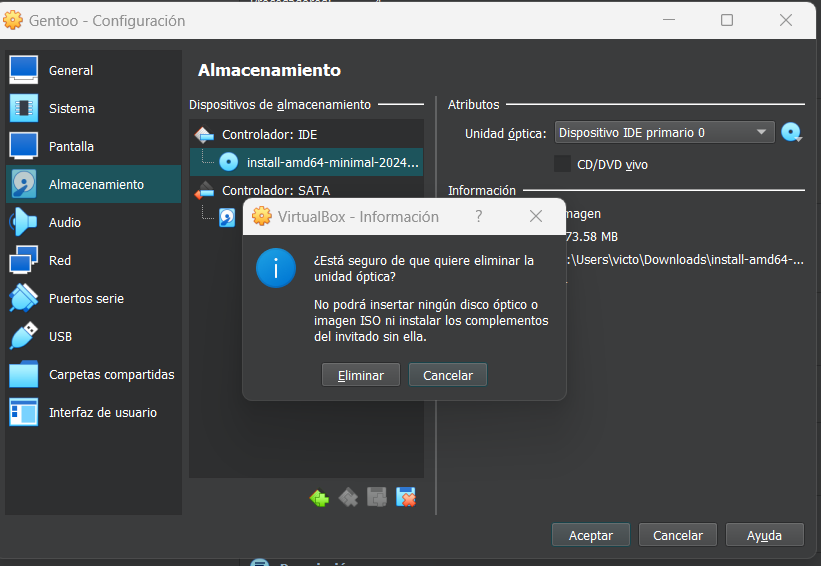 Gentoo - Configuración
General
Sistema
Pantalla
Almacenamiento
Audio
Red
Puertos serie
USB
Carpetas compartidas
Interfaz de usuario
Almacenamiento
Dispositivos de almacenamiento
Controlador: IDE
install-amd64-minimal-2024...
Controlador: SATA
Atributos
Unidad óptica:
Dispositivo IDE primario 0
CD/DVD vivo
Información
magen
73.58 MB
:\Users\victo\Downloads\install-amd64-...
VirtualBox - Información
?
¿Está seguro de que quiere eliminar la
unidad óptica?
No podrá insertar ningún disco óptico o
imagen ISO ni instalar los complementos
del invitado sin ella.
Eliminar
Cancelar
Aceptar
Cancelar
Ayuda